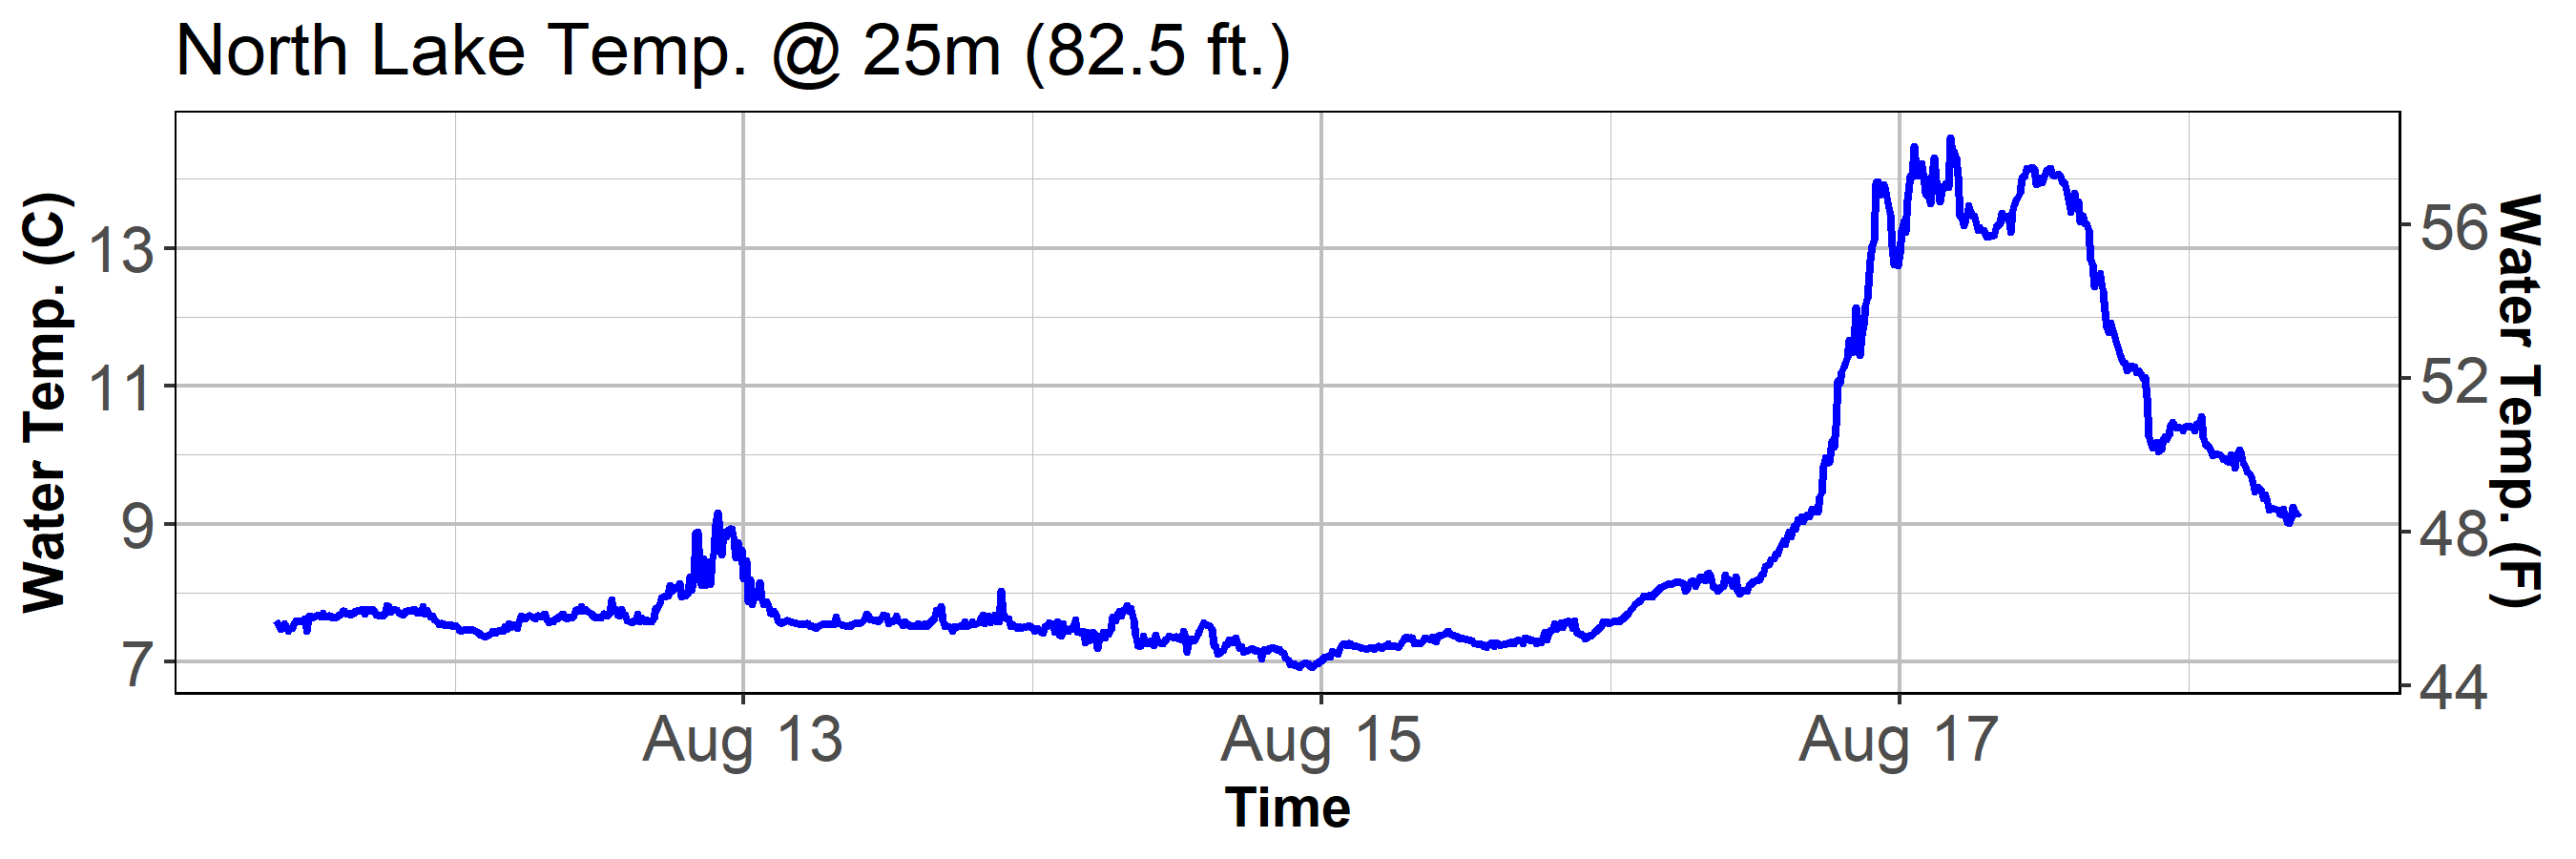 North Lake Temp. @ 25m (82.5 ft.)
Water Temp. (C)
13
11
9
7
56
52
48
44
Water Temp. (F)
Aug 13
Aug 15
Aug 17
Time